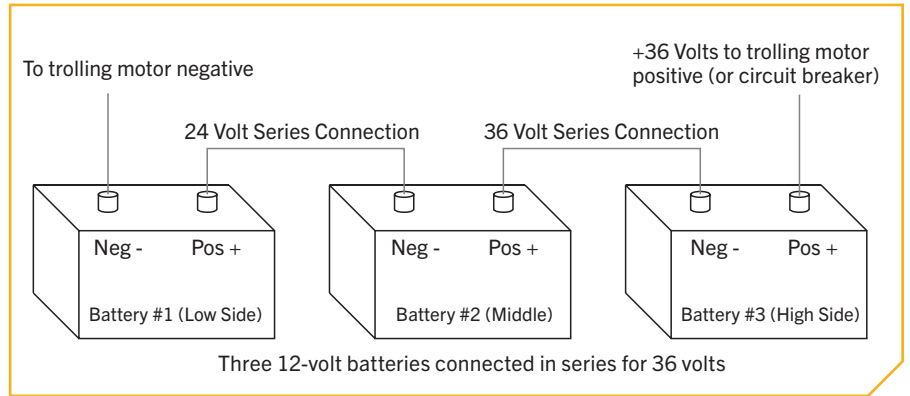 To trolling motor negative
+36 Volts to trolling motor
positive (or circuit breaker)
24 Volt Series Connection
36 Volt Series Connection
Neg -
Pos +
Neg -
Pos +
Neg -
Pos +
Battery #1 (Low Side)
Battery #2 (Middle)
Battery #3 (High Side)
Three 12-volt batteries connected in series for 36 volts